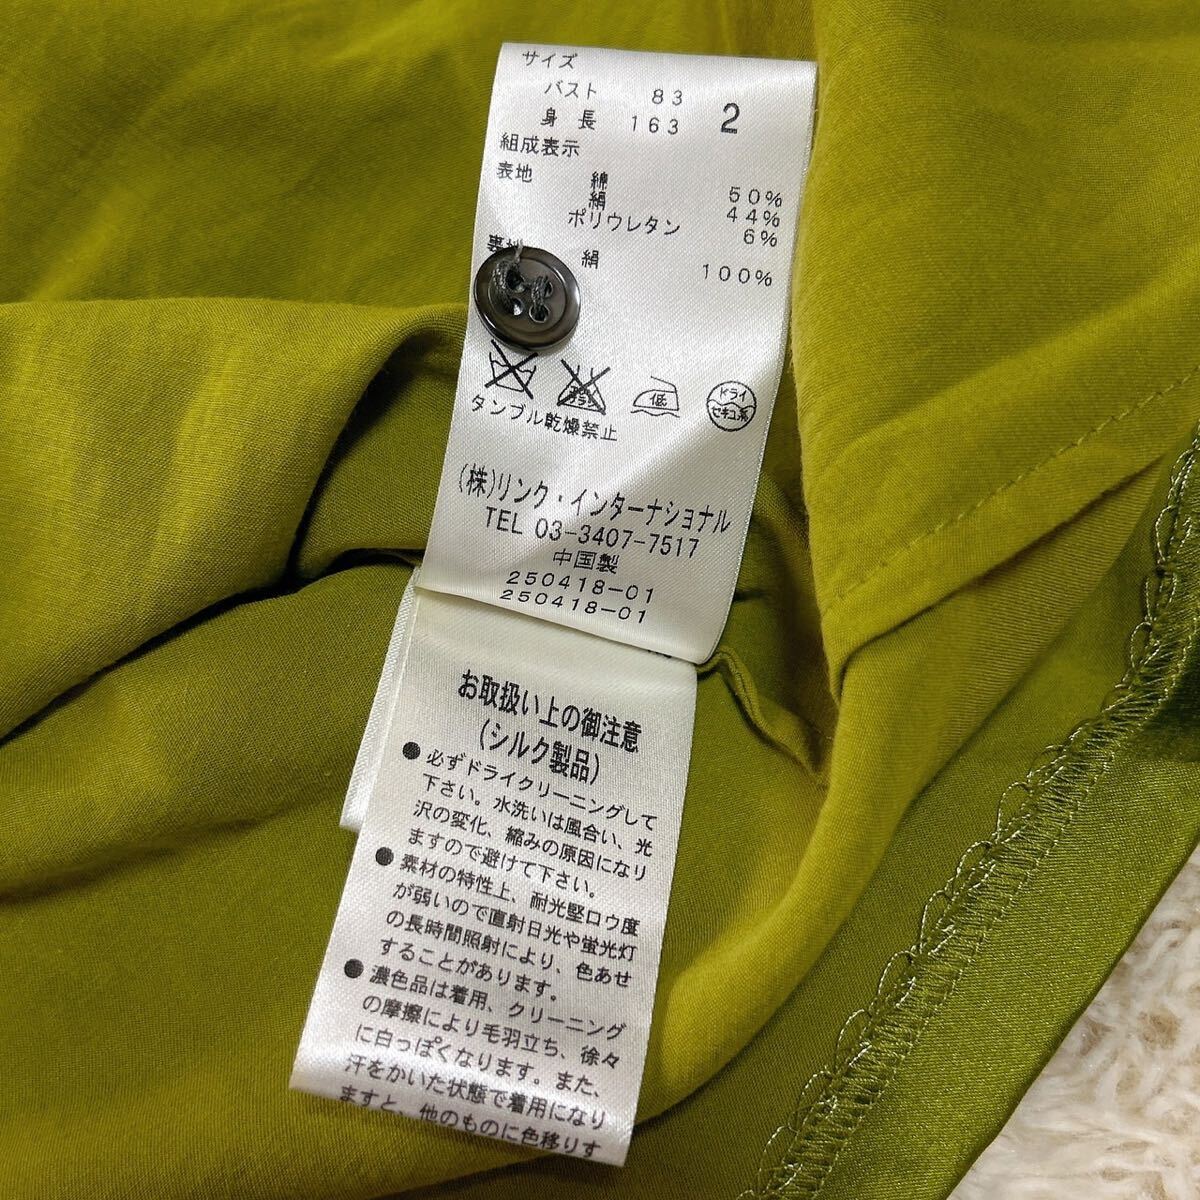 サイズ
バスト 83
身長 163 2
組成表示
表地 綿 50%
絹 44%
ポリウレタン 6%
裏地 絹 100%
低
ドライ
セキユ系
タンブル乾燥禁止
(株)リンク・インターナショナル
TEL 03-3407-7517
中国製
250418-01
250418-01
お取扱い上の御注意
(シルク製品)
●必ずドライクリーニングして
下さい。水洗いは風合い、光
沢の変化、縮みの原因になり
ますので避けて下さい。
●素材の特性上、耐光堅ロウ度
が弱いので直射日光や蛍光灯
の長時間照射により、色あせ
することがあります。
●濃色品は着用、クリーニング
の摩擦により毛羽立ち、徐々
に白っぽくなります。また、
汗をかいた状態で着用になり
ますと、他のものに色移りす